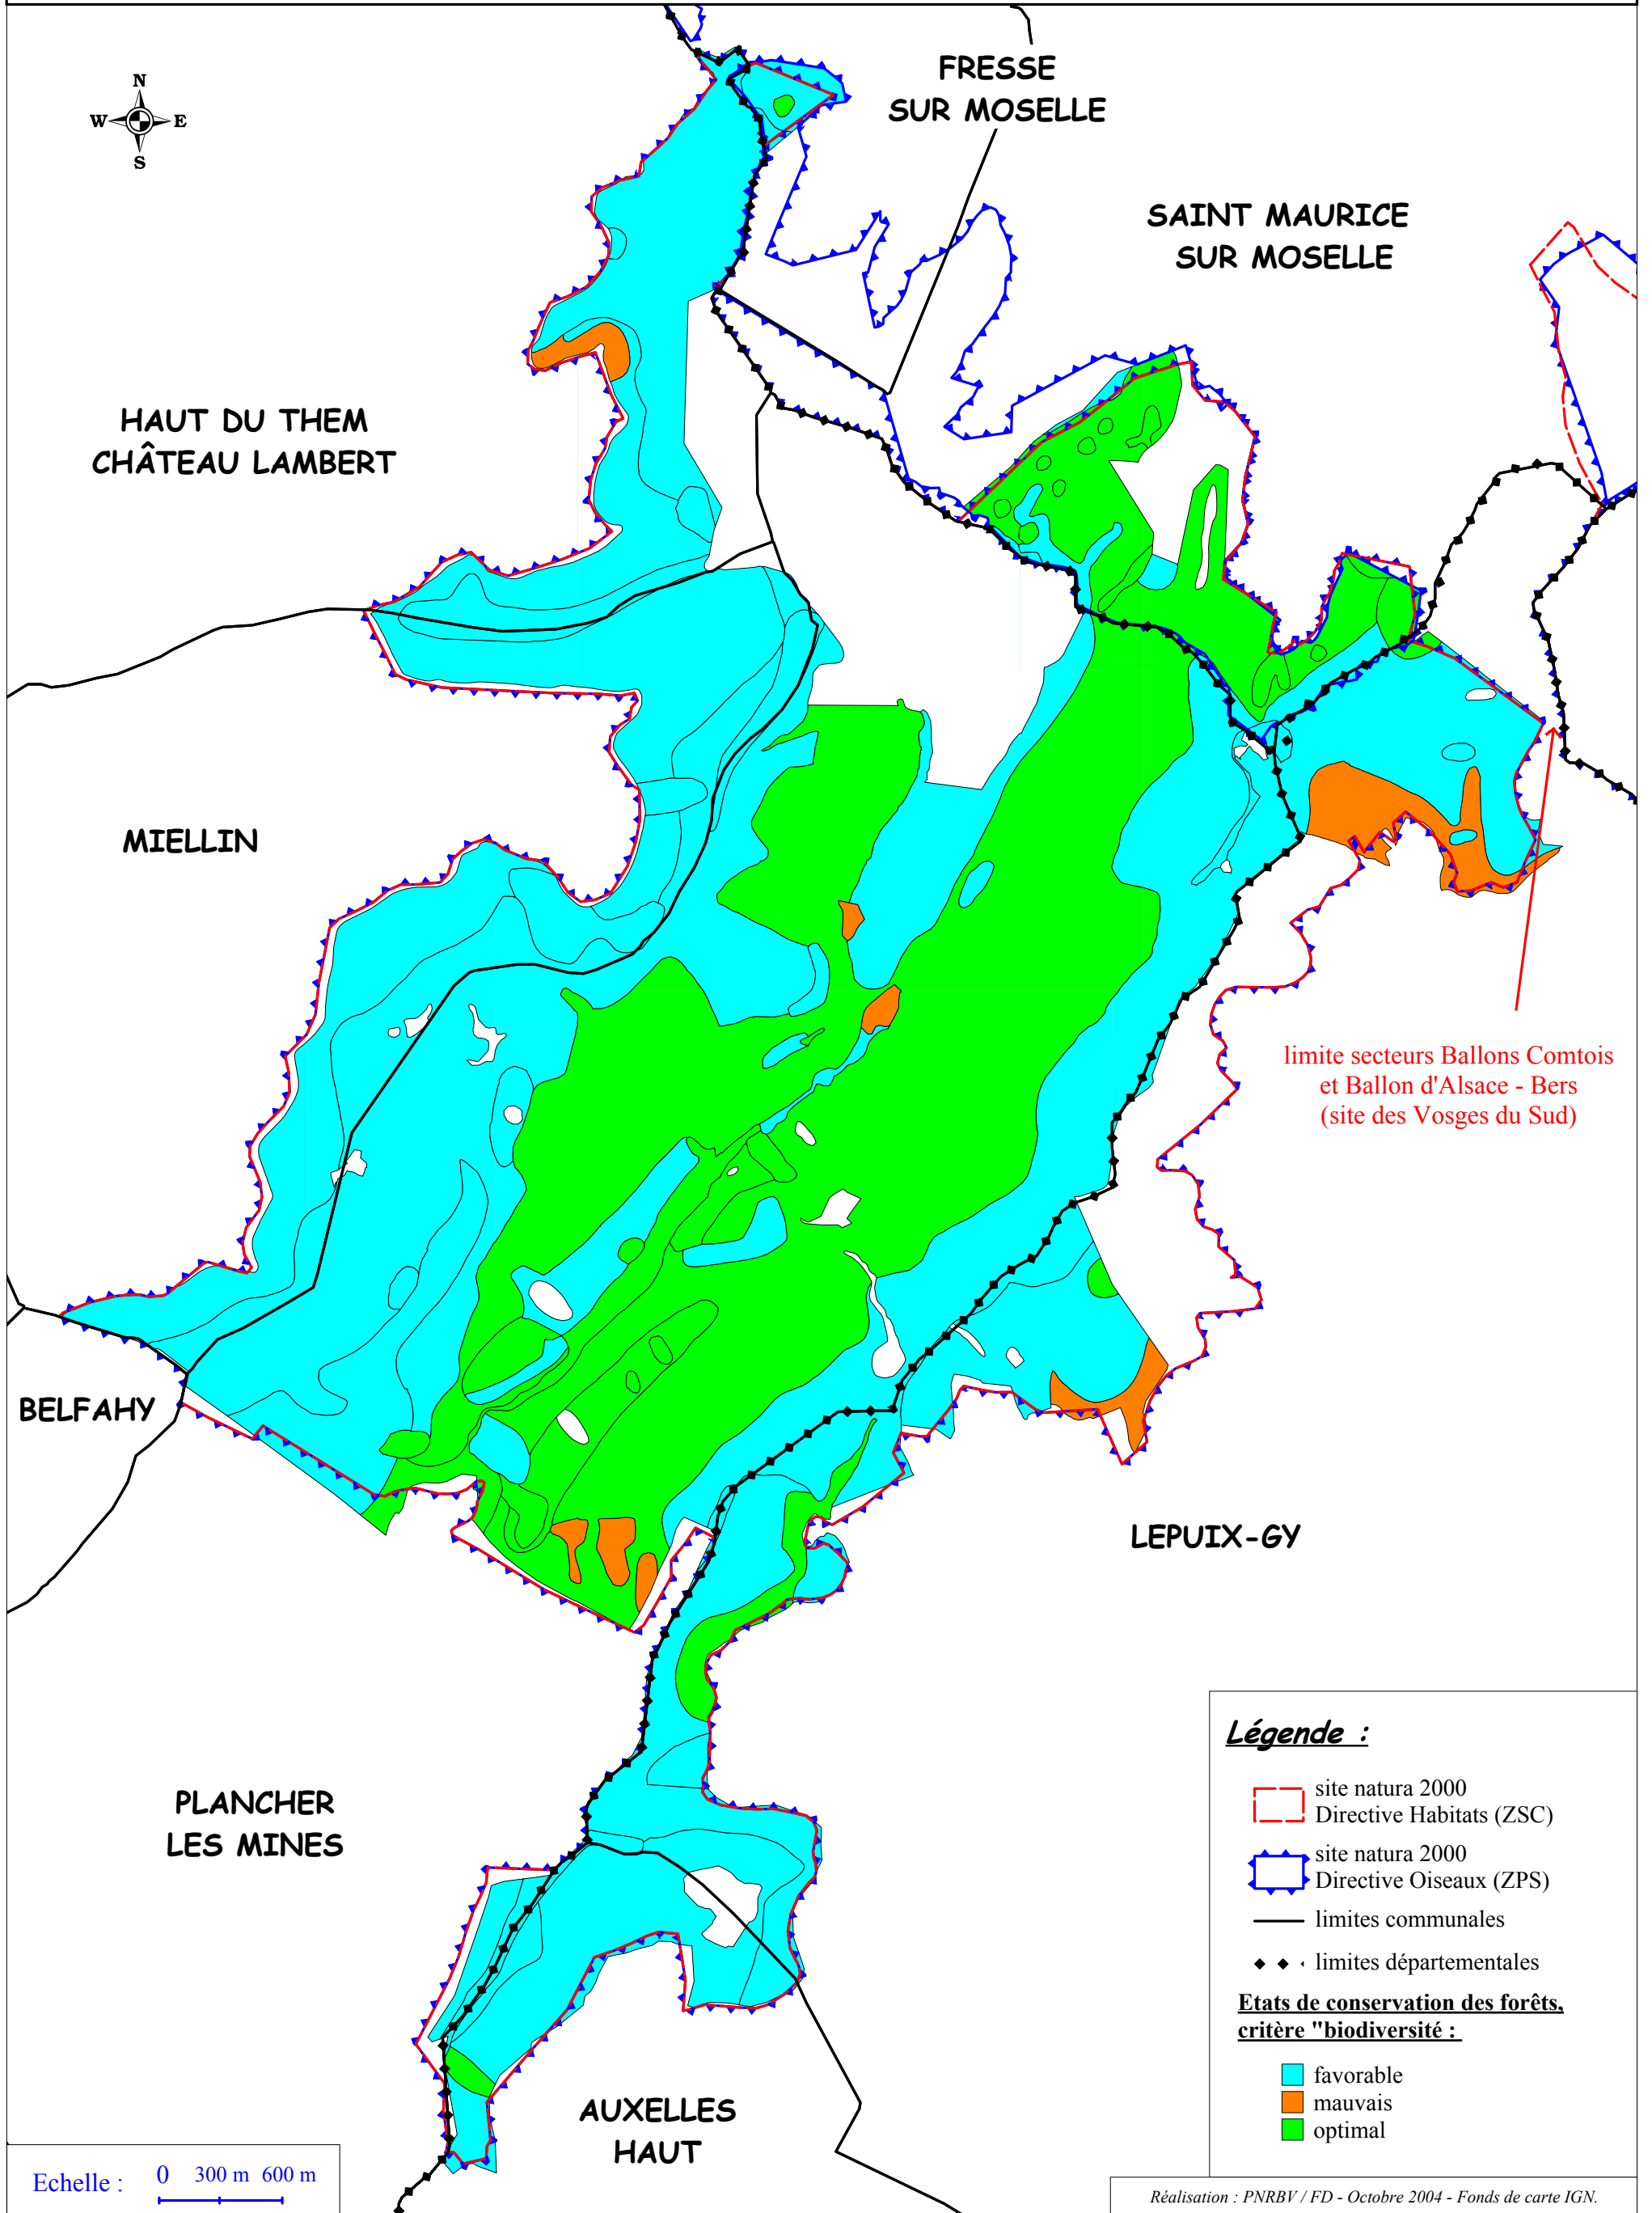 N
W E
S
FRESSE
SUR MOSELLE
SAINT MAURICE
SUR MOSELLE
HAUT DU THEM
CHÂTEAU LAMBERT
MIELLIN
limite secteurs Ballons Comtois
et Ballon d'Alsace - Bers
(site des Vosges du Sud)
BELFAHY
LEPUIX-GY
PLANCHER
LES MINES
AUXELLES
HAUT
Légende :
site natura 2000
Directive Habitats (ZSC)
site natura 2000
Directive Oiseaux (ZPS)
limites communales
limites départementales
Etats de conservation des forêts,
critère "biodiversité :
favorable
mauvais
optimal
Echelle : 0 300 m 600 m
Réalisation : PNRBV / FD - Octobre 2004 - Fonds de carte IGN.